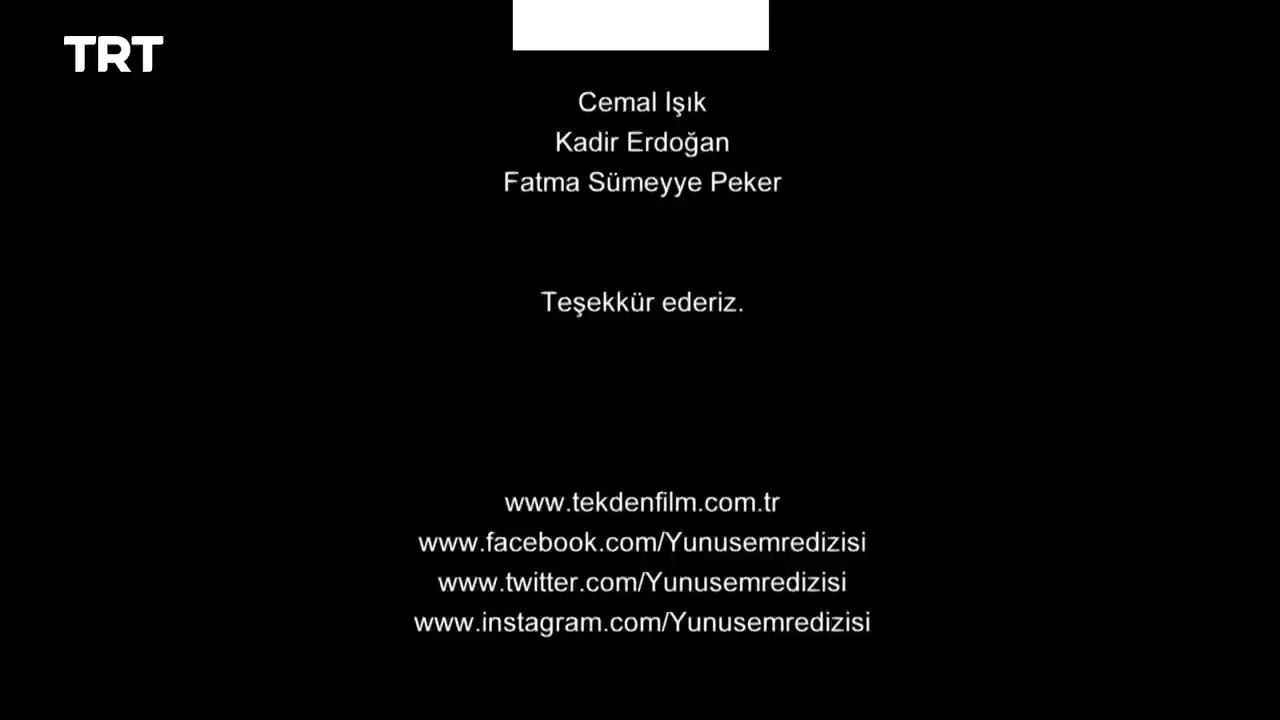 TRT
Cemal Işık
Kadir Erdoğan
Fatma Sümeyye Peker
Teşekkür ederiz.
www.tekdenfilm.com.tr
www.facebook.com/Yunusemredizisi
www.twitter.com/Yunusemredizisi
www.instagram.com/Yunusemredizisi